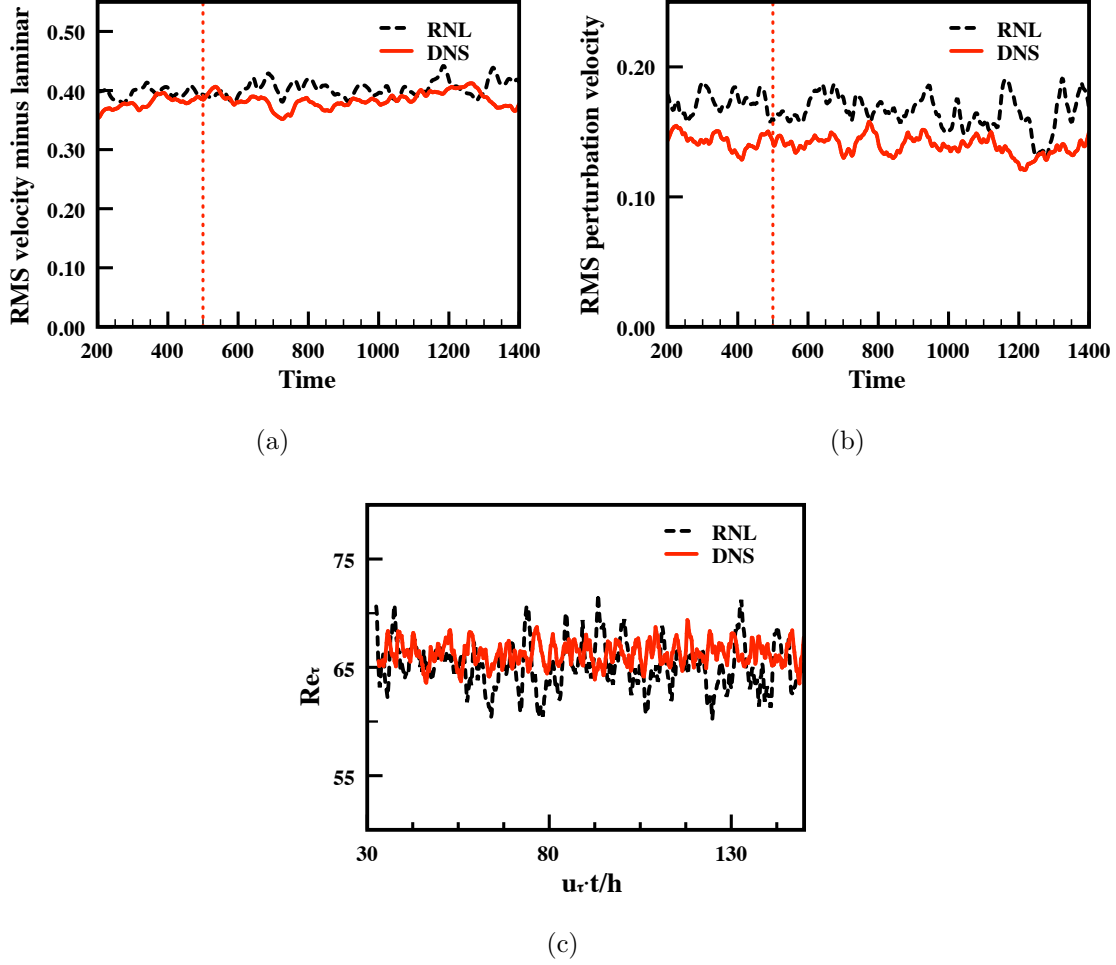 RMS velocity minus laminar
0.50
0.40
0.30
0.20
0.10
0.00
RNL
DNS
200 400 600 800 1000 1200 1400
Time
(a)
RMS perturbation velocity
0.20
0.10
0.00
RNL
DNS
200 400 600 800 1000 1200 1400
Time
(b)
Reτ
75
65
55
RNL
DNS
30 80 130
uτ·t/h
(c)